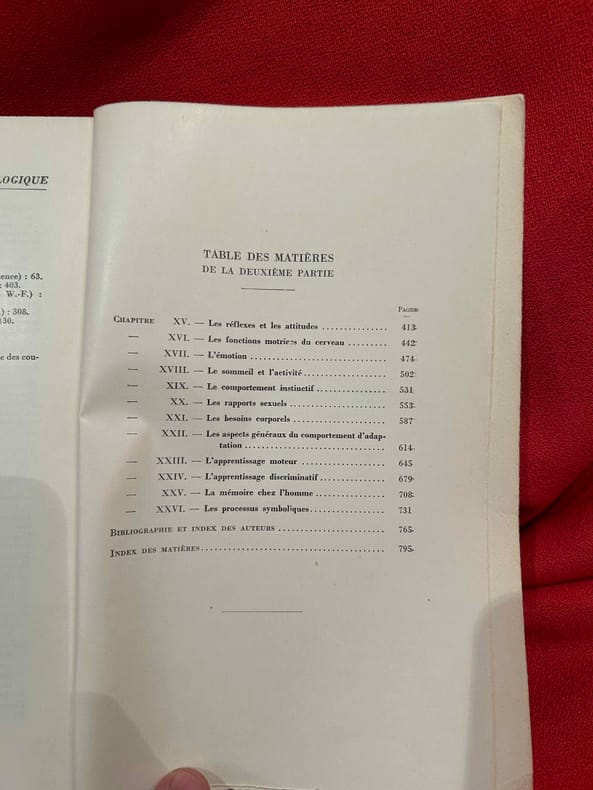 LOGIQUE
ence) : 63.
: 403.
W.-F.) :
.) : 308.
130.
e des cou-
TABLE DES MATIÈRES
DE LA DEUXIÈME PARTIE
PAGES
CHAPITRE XV. — Les réflexes et les attitudes ............... 413
— XVI. — Les fonctions motrices du cerveau ......... 442
— XVII. — L'émotion ............................... 474
— XVIII. — Le sommeil et l'activité ................... 502
— XIX. — Le comportement instinctif ................ 531
— XX. — Les rapports sexuels ...................... 553
— XXI. — Les besoins corporels ..................... 587
— XXII. — Les aspects généraux du comportement d'adap-
tation ................................. 614
— XXIII. — L'apprentissage moteur ................... 645
— XXIV. — L'apprentissage discriminatif ............... 679
— XXV. — La mémoire chez l'homme ................ 708
— XXVI. — Les processus symboliques................. 731
BIBLIOGRAPHIE ET INDEX DES AUTEURS ........................ 765
INDEX DES MATIÈRES......................................... 795